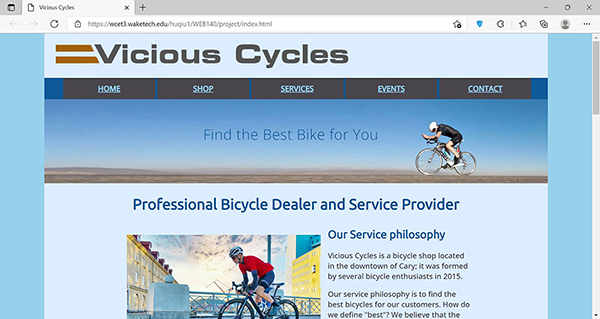 Vicious Cycles
https://wcet3.waketech.edu/huqiu1/WEB140/project/index.html
Vicious Cycles
HOME
SHOP
SERVICES
EVENTS
CONTACT
Find the Best Bike for You
Professional Bicycle Dealer and Service Provider
Our Service philosophy
Vicious Cycles is a bicycle shop located
in the downtown of Cary; it was formed
by several bicycle enthusiasts in 2015.
Our service philosophy is to find the
best bicycles for our customers. How do
we define "best"? We believe that the